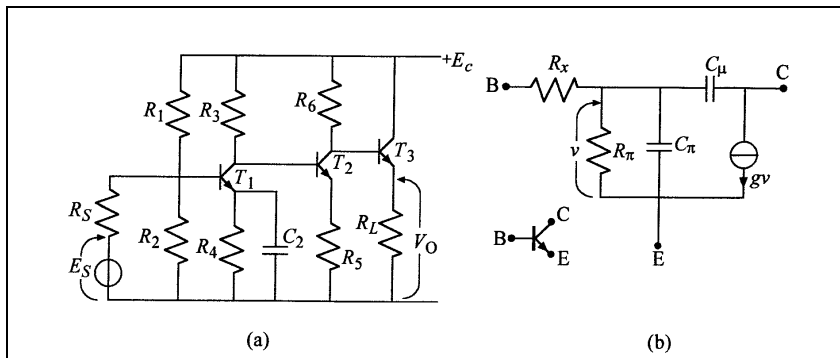 +E_c
R_1
R_3
R_6
T_1
T_2
T_3
R_S
R_2
R_4
C_2
R_5
R_L
V_O
E_S
(a)
B
R_x
C_μ
C
v
R_π
C_π
gv
B
C
E
E
(b)